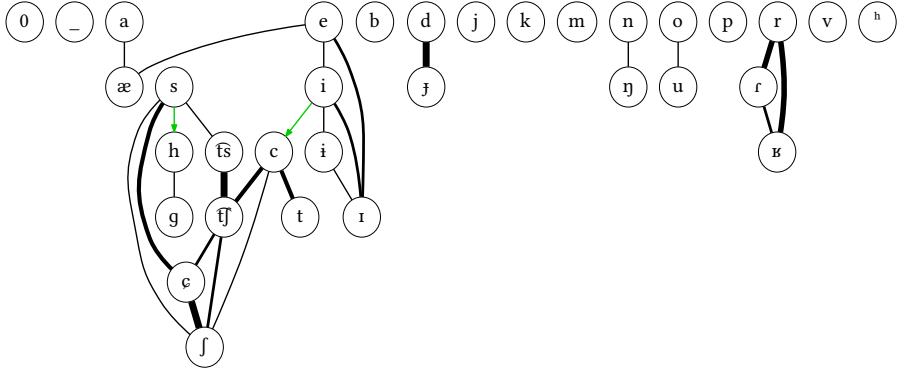 0 _ a e b d j k m n o p r v ʰ
æ s i ɟ ŋ u ɾ
h t͡s c ɨ ʁ
ɡ t͡ʃ t ɪ
ç
ʃ